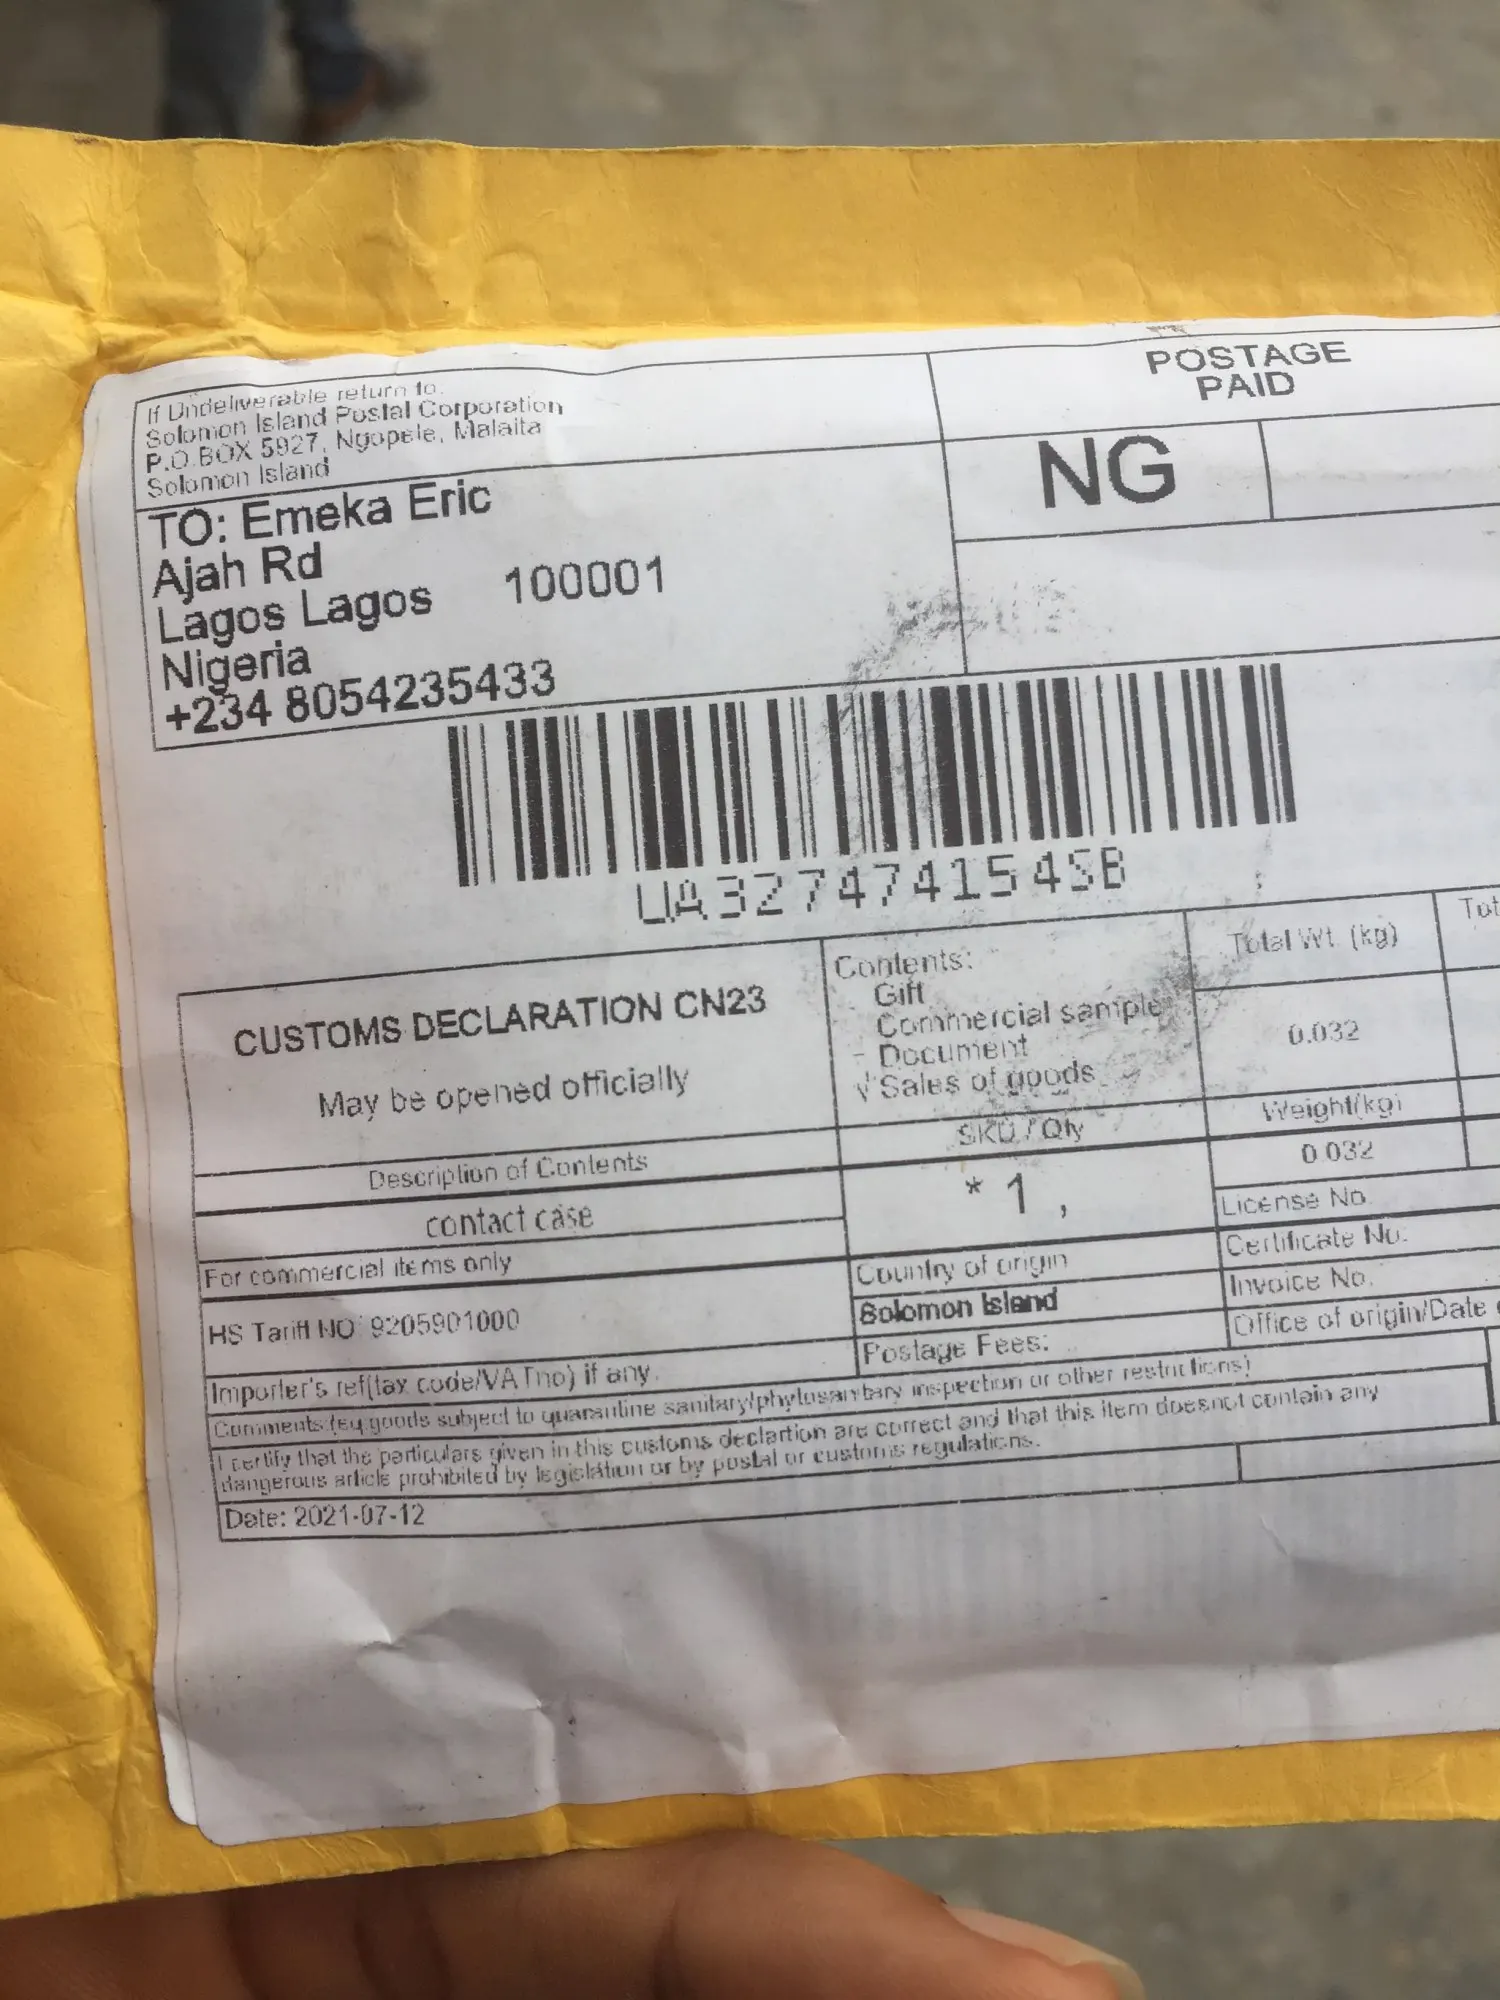 If Undeliverable return to.
Solomon Island Postal Corporation
P.O.BOX 5927, Ngopele, Malaita
Solomon Island
TO: Emeka Eric
Ajah Rd
Lagos Lagos 100001
Nigeria
+234 8054235433
POSTAGE
PAID
NG
UA327474154SB
CUSTOMS DECLARATION CN23
May be opened officially
Contents:
Gift
Commercial sample
- Document
√ Sales of goods
Total Wt. (kg)
Tot
0.032
Description of Contents
SKU / Qty
Weight(kg)
contact case
* 1 ,
0.032
For commercial items only
Country of origin
License No.
Certificate No.
HS Tariff NO: 9205901000
Solomon Island
Invoice No.
Postage Fees:
Office of origin/Date
Importer's ref(tax code/VATno) if any.
Comments:(eg:goods subject to quarantine sanitary/phytosanitary inspection or other restrictions)
I certify that the particulars given in this customs declartion are correct and that this item doesnot contain any
dangerous article prohibited by legislation or by postal or customs regulations.
Date: 2021-07-12